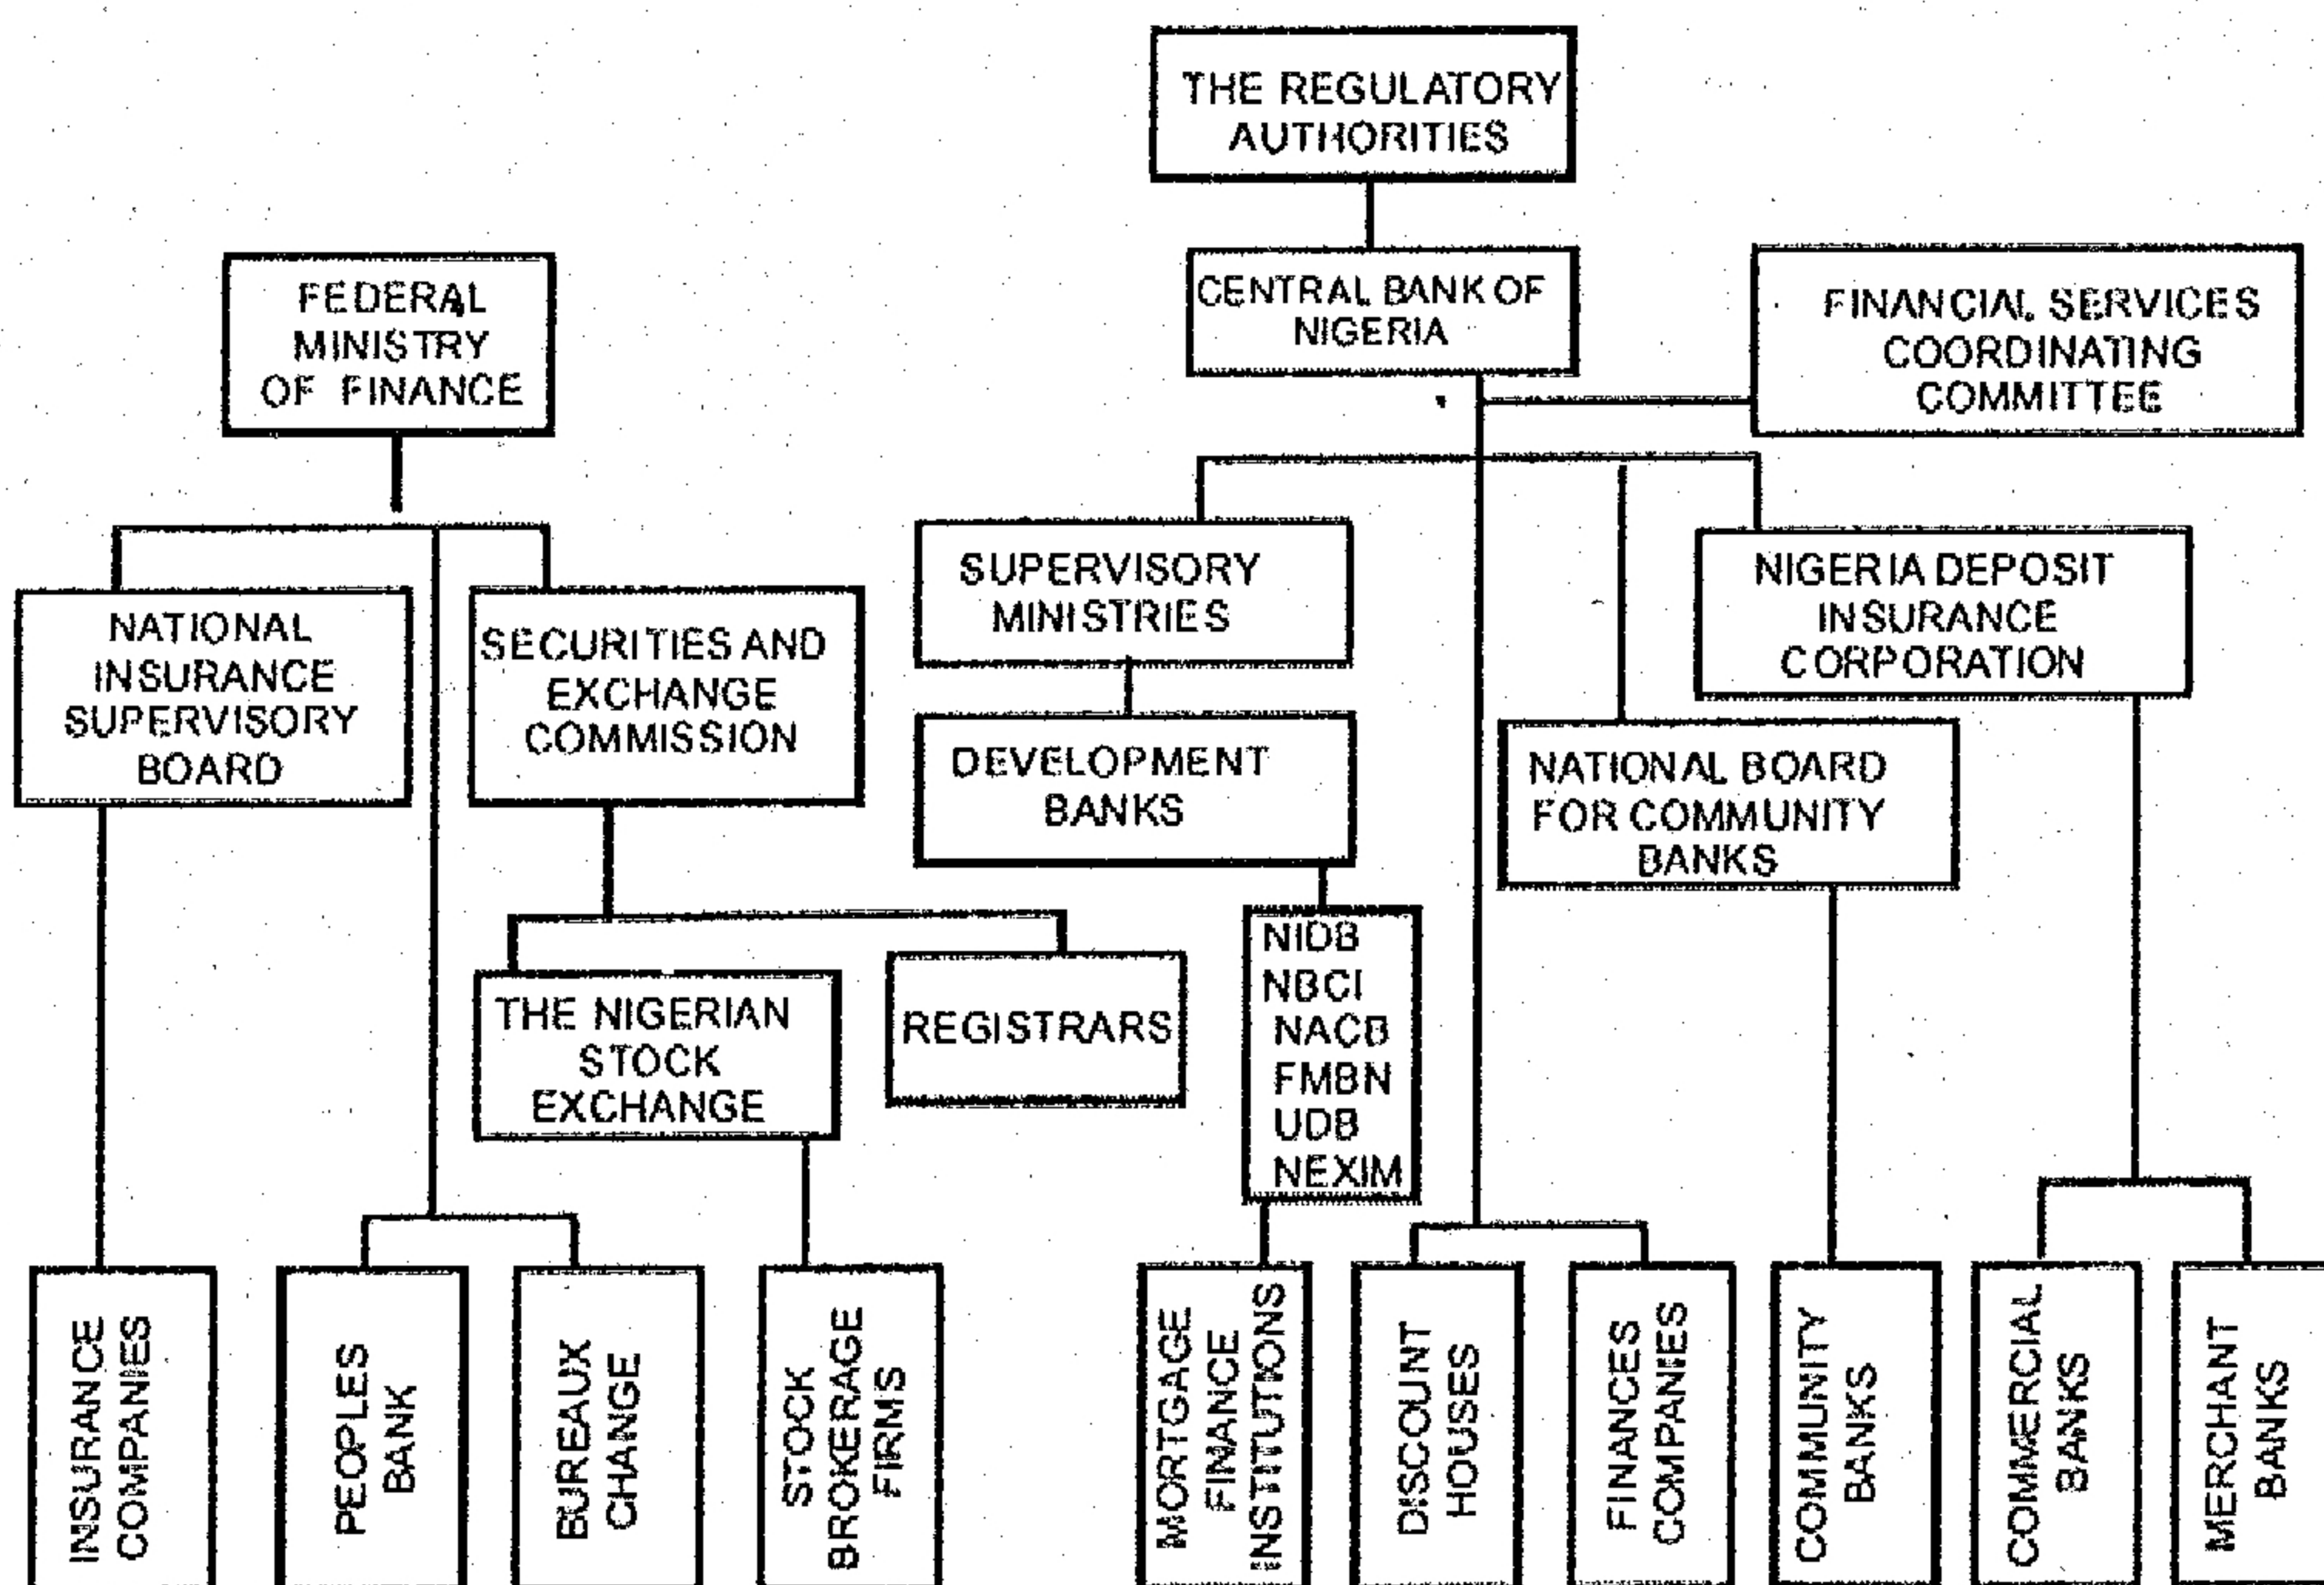 THE REGULATORY
AUTHORITIES
FEDERAL
MINISTRY
OF FINANCE
CENTRAL BANK OF
NIGERIA
FINANCIAL SERVICES
COORDINATING
COMMITTEE
NATIONAL
INSURANCE
SUPERVISORY
BOARD
SECURITIES AND
EXCHANGE
COMMISSION
SUPERVISORY
MINISTRIES
NIGERIA DEPOSIT
INSURANCE
CORPORATION
DEVELOPMENT
BANKS
NATIONAL BOARD
FOR COMMUNITY
BANKS
THE NIGERIAN
STOCK
EXCHANGE
REGISTRARS
NIDB
NBCI
NACB
FMBN
UDB
NEXIM
INSURANCE
COMPANIES
PEOPLES
BANK
BUREAUX
CHANGE
STOCK
BROKERAGE
FIRMS
MORTGAGE
FINANCE
INSTITUTIONS
DISCOUNT
HOUSES
FINANCES
COMPANIES
COMMUNITY
BANKS
COMMERCIAL
BANKS
MERCHANT
BANKS